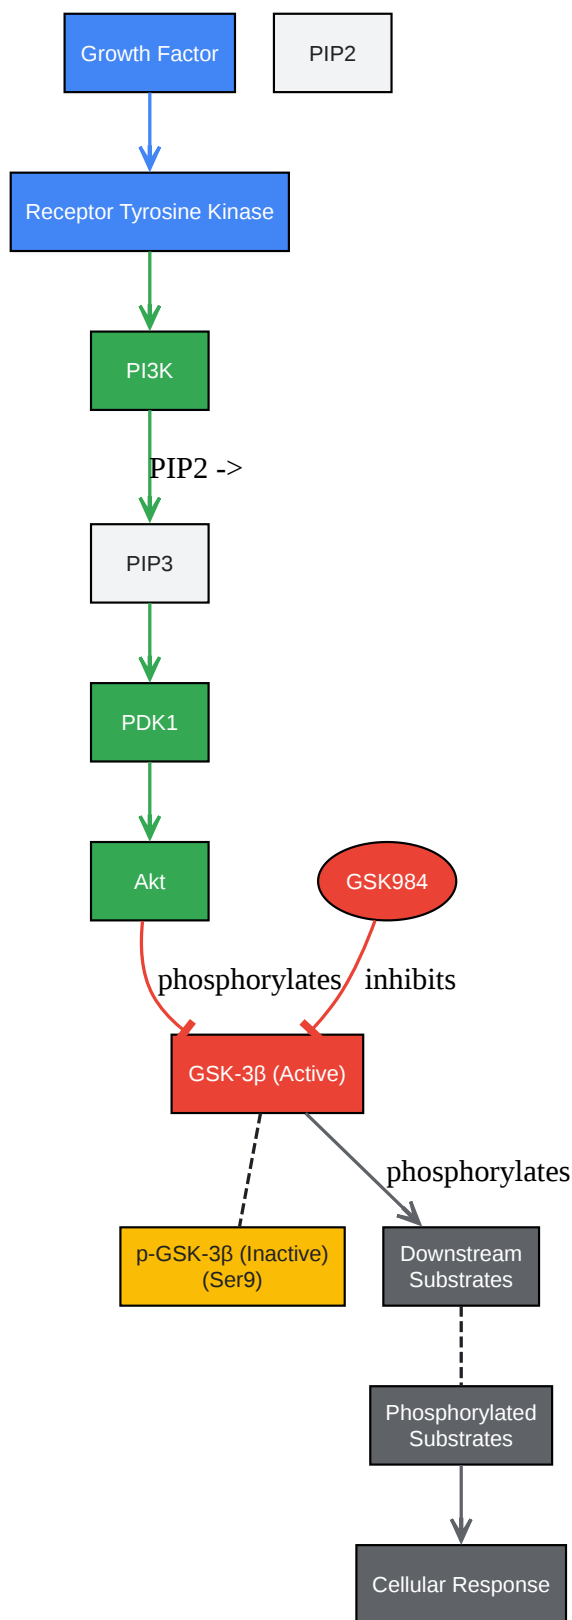 Growth Factor
PIP2
Receptor Tyrosine Kinase
PI3K
PIP2 ->
PIP3
PDK1
Akt
GSK984
phosphorylates
inhibits
GSK-3β (Active)
phosphorylates
p-GSK-3β (Inactive)
(Ser9)
Downstream
Substrates
Phosphorylated
Substrates
Cellular Response